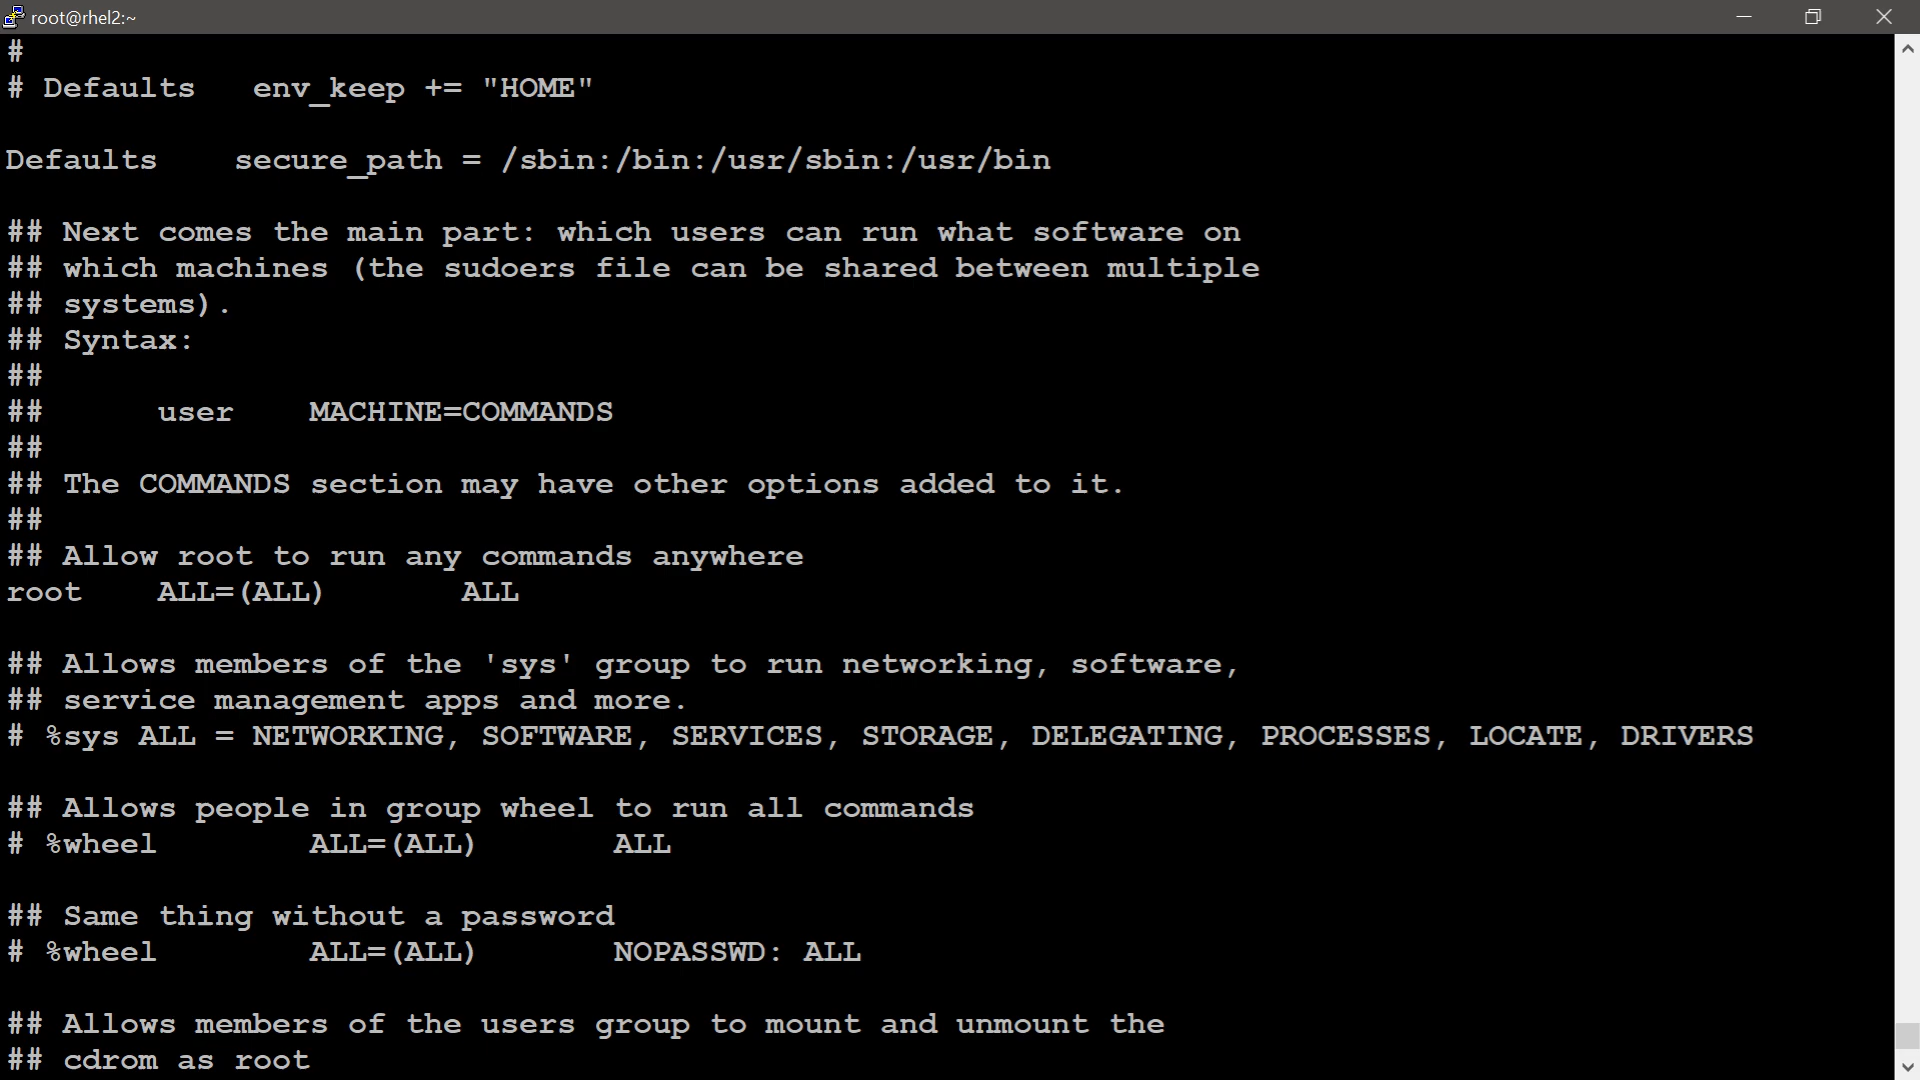 root@rhel2:~
#
# Defaults   env_keep += "HOME"
Defaults    secure_path = /sbin:/bin:/usr/sbin:/usr/bin
## Next comes the main part: which users can run what software on
## which machines (the sudoers file can be shared between multiple
## systems).
## Syntax:
##
##      user    MACHINE=COMMANDS
##
## The COMMANDS section may have other options added to it.
##
## Allow root to run any commands anywhere
root    ALL=(ALL)       ALL
## Allows members of the 'sys' group to run networking, software,
## service management apps and more.
# %sys ALL = NETWORKING, SOFTWARE, SERVICES, STORAGE, DELEGATING, PROCESSES, LOCATE, DRIVERS
## Allows people in group wheel to run all commands
# %wheel        ALL=(ALL)       ALL
## Same thing without a password
# %wheel        ALL=(ALL)       NOPASSWD: ALL
## Allows members of the users group to mount and unmount the
## cdrom as root